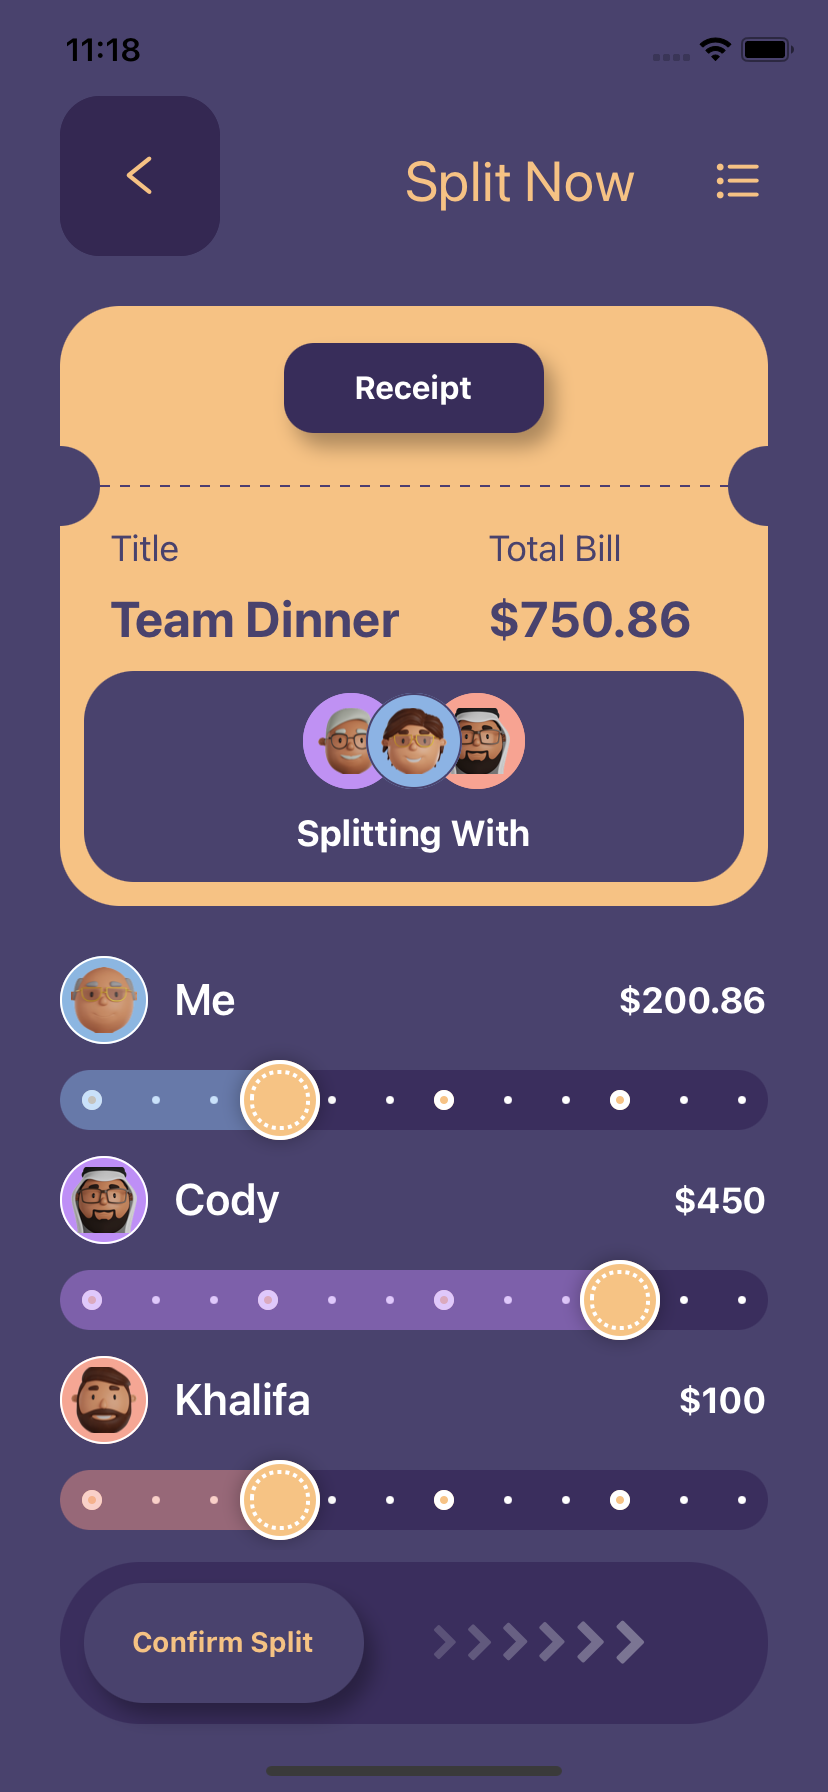 11:18
Split Now
Receipt
Title
Total Bill
Team Dinner
$750.86
Splitting With
Me
$200.86
Cody
$450
Khalifa
$100
Confirm Split